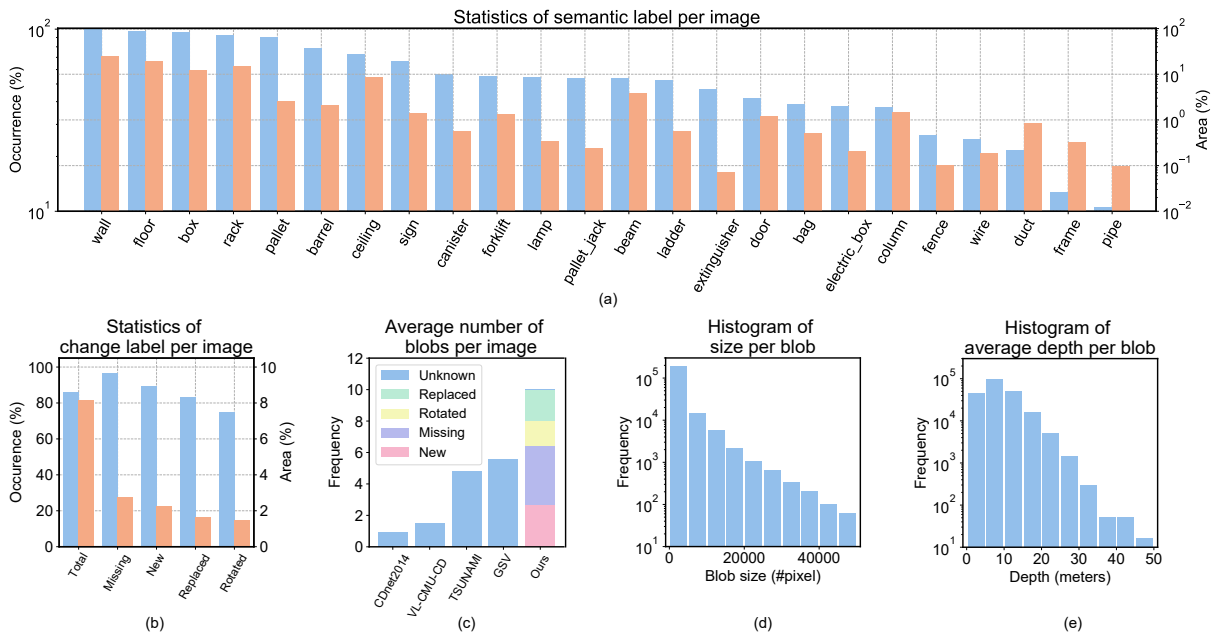 Statistics of semantic label per image
10^2
10^1
Occurrence (%)
10^2
10^1
10^0
10^-1
10^-2
Area (%)
wall
floor
box
rack
pallet
barrel
ceiling
sign
canister
forklift
lamp
pallet_jack
beam
ladder
extinguisher
door
bag
electric_box
column
fence
wire
duct
frame
pipe
(a)
Statistics of
change label per image
100
80
60
40
20
0
Occurence (%)
10
8
6
4
2
0
Area (%)
Total
Missing
New
Replaced
Rotated
(b)
Average number of
blobs per image
12
10
8
6
4
2
0
Frequency
Unknown
Replaced
Rotated
Missing
New
CDnet2014
VL-CMU-CD
TSUNAMI
GSV
Ours
(c)
Histogram of
size per blob
10^5
10^4
10^3
10^2
10^1
Frequency
0
20000
40000
Blob size (#pixel)
(d)
Histogram of
average depth per blob
10^5
10^4
10^3
10^2
10^1
Frequency
0
10
20
30
40
50
Depth (meters)
(e)